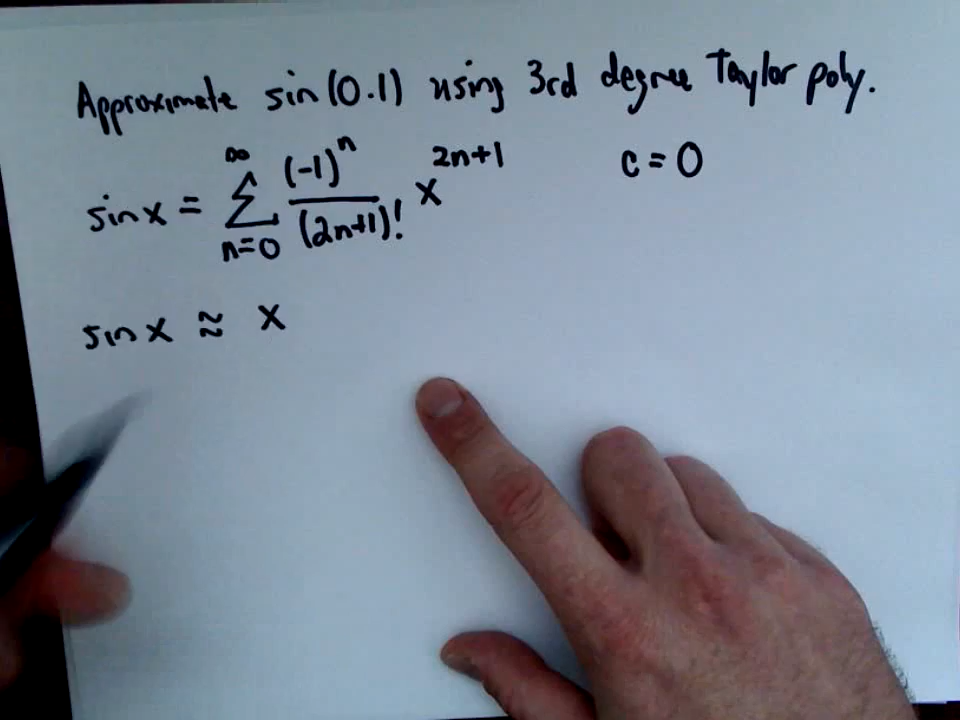 Approximate sin(0.1) using 3rd degree Taylor poly.
sin x = ∞ Σ n=0 (-1)^n / (2n+1)! x^2n+1 c = 0
sin x ≈ x